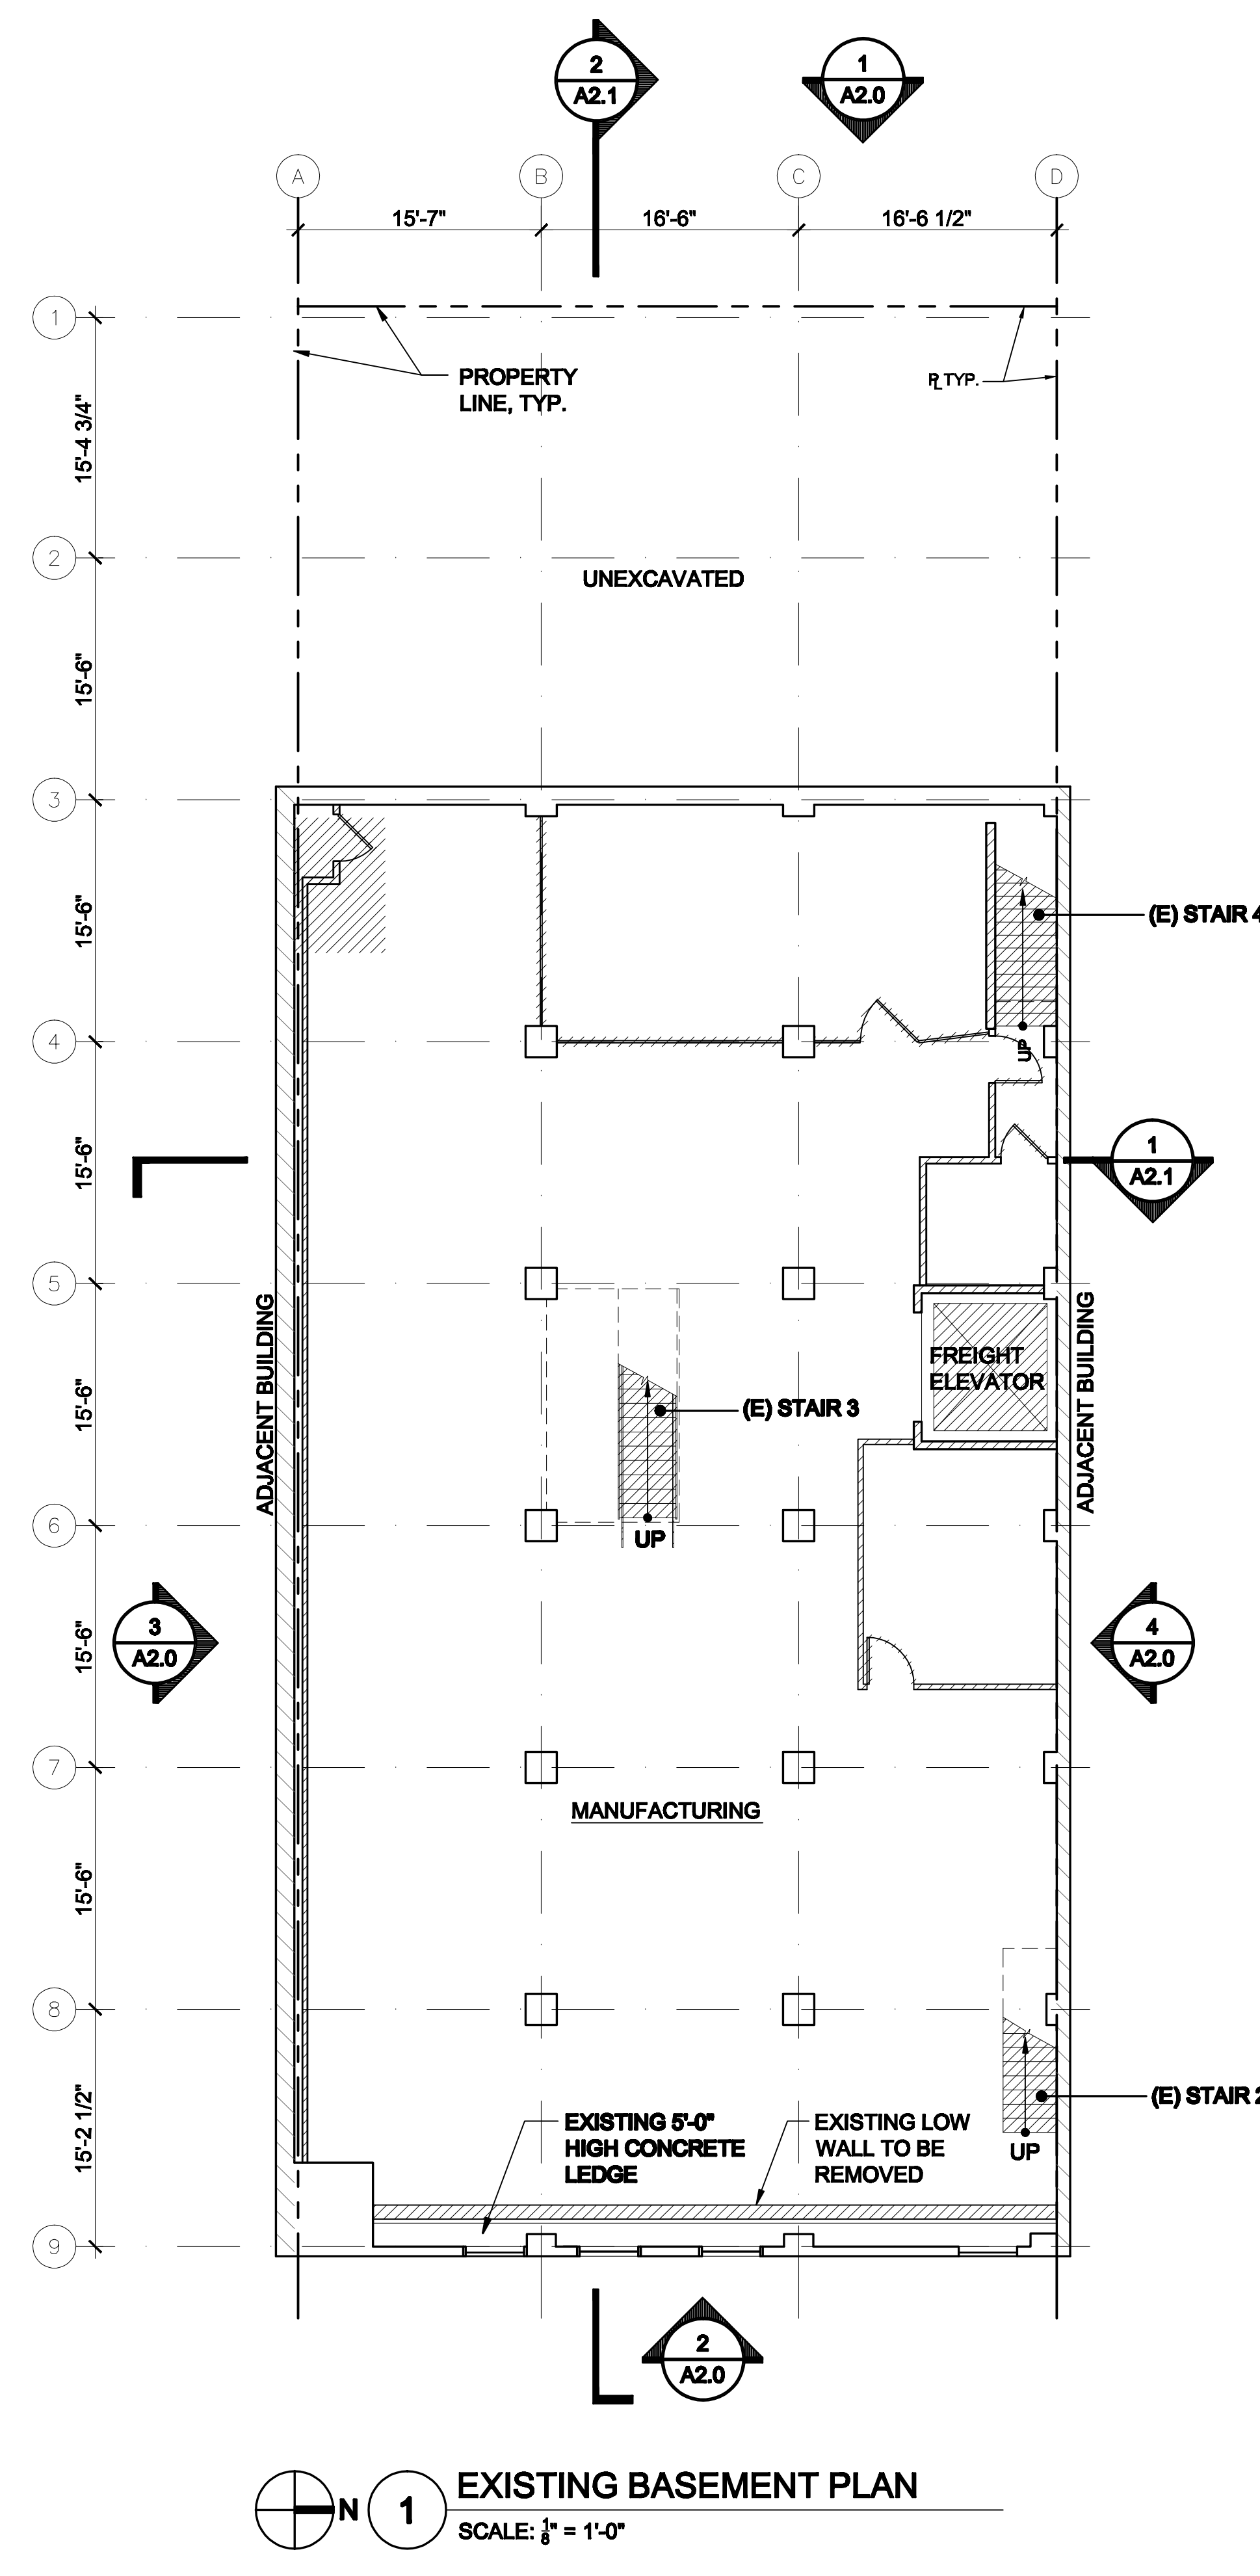 2
A2.1
1
A2.0
A
B
C
D
15'-7"
16'-6"
16'-6 1/2"
1
PROPERTY
LINE, TYP.
PL TYP.
15'-4 3/4"
2
UNEXCAVATED
15'-6"
3
15'-6"
(E) STAIR 4
4
UP
15'-6"
1
A2.1
5
ADJACENT BUILDING
ADJACENT BUILDING
FREIGHT
ELEVATOR
15'-6"
(E) STAIR 3
6
UP
3
A2.0
15'-6"
4
A2.0
7
MANUFACTURING
15'-6"
8
(E) STAIR 2
15'-2 1/2"
EXISTING 5'-0"
HIGH CONCRETE
LEDGE
EXISTING LOW
WALL TO BE
REMOVED
UP
9
2
A2.0
N
1
EXISTING BASEMENT PLAN
SCALE: 1/8" = 1'-0"